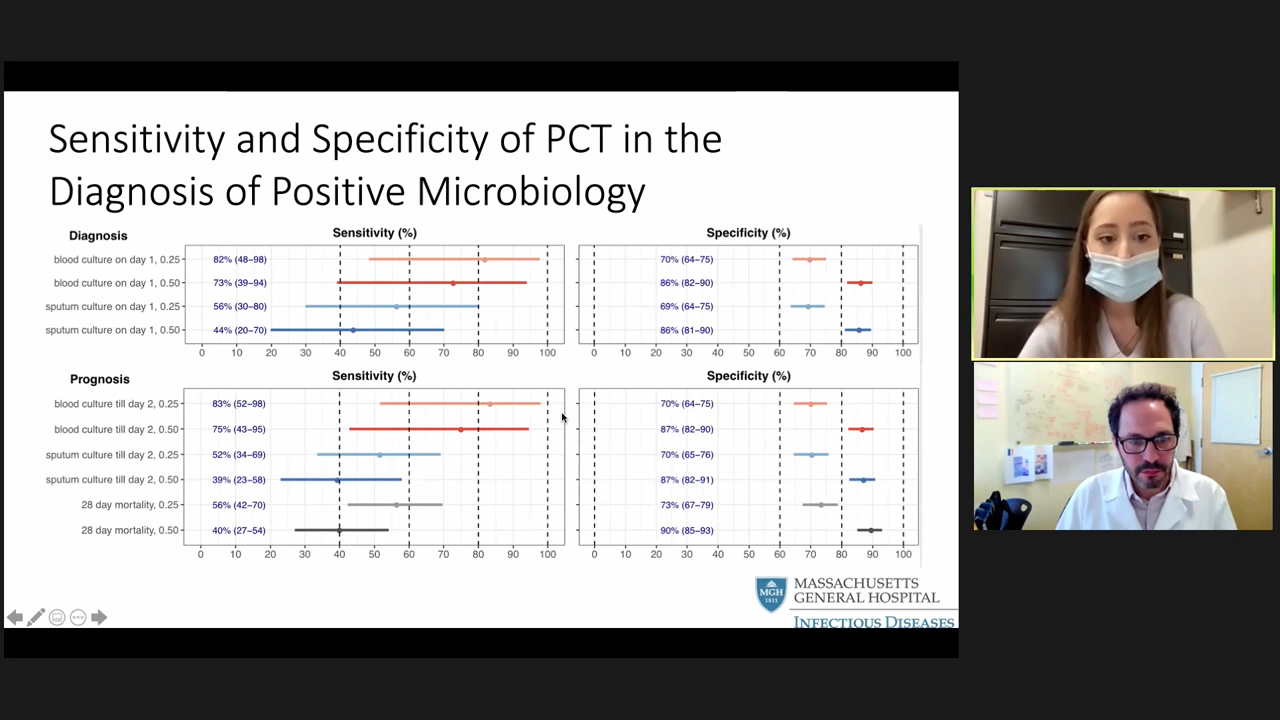 Sensitivity and Specificity of PCT in the
Diagnosis of Positive Microbiology
Diagnosis
Sensitivity (%)
Specificity (%)
blood culture on day 1, 0.25 82% (48–98) 70% (64–75)
blood culture on day 1, 0.50 73% (39–94) 86% (82–90)
sputum culture on day 1, 0.25 56% (30–80) 69% (64–75)
sputum culture on day 1, 0.50 44% (20–70) 86% (81–90)
0 10 20 30 40 50 60 70 80 90 100
0 10 20 30 40 50 60 70 80 90 100
Prognosis
Sensitivity (%)
Specificity (%)
blood culture till day 2, 0.25 83% (52–98) 70% (64–75)
blood culture till day 2, 0.50 75% (43–95) 87% (82–90)
sputum culture till day 2, 0.25 52% (34–69) 70% (65–76)
sputum culture till day 2, 0.50 39% (23–58) 87% (82–91)
28 day mortality, 0.25 56% (42–70) 73% (67–79)
28 day mortality, 0.50 40% (27–54) 90% (85–93)
0 10 20 30 40 50 60 70 80 90 100
0 10 20 30 40 50 60 70 80 90 100
MGH
1811
MASSACHUSETTS
GENERAL HOSPITAL
INFECTIOUS DISEASES